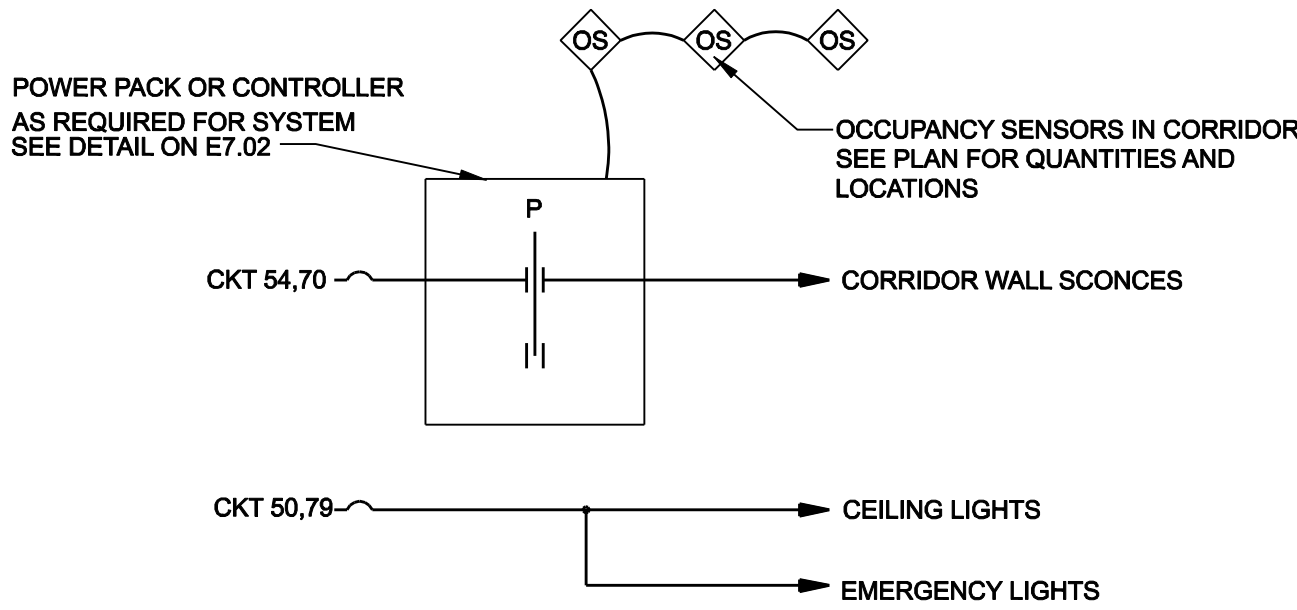 OS OS OS
POWER PACK OR CONTROLLER
AS REQUIRED FOR SYSTEM
SEE DETAIL ON E7.02
OCCUPANCY SENSORS IN CORRIDOR
SEE PLAN FOR QUANTITIES AND
LOCATIONS
P
CKT 54,70
CORRIDOR WALL SCONCES
CKT 50,79
CEILING LIGHTS
EMERGENCY LIGHTS